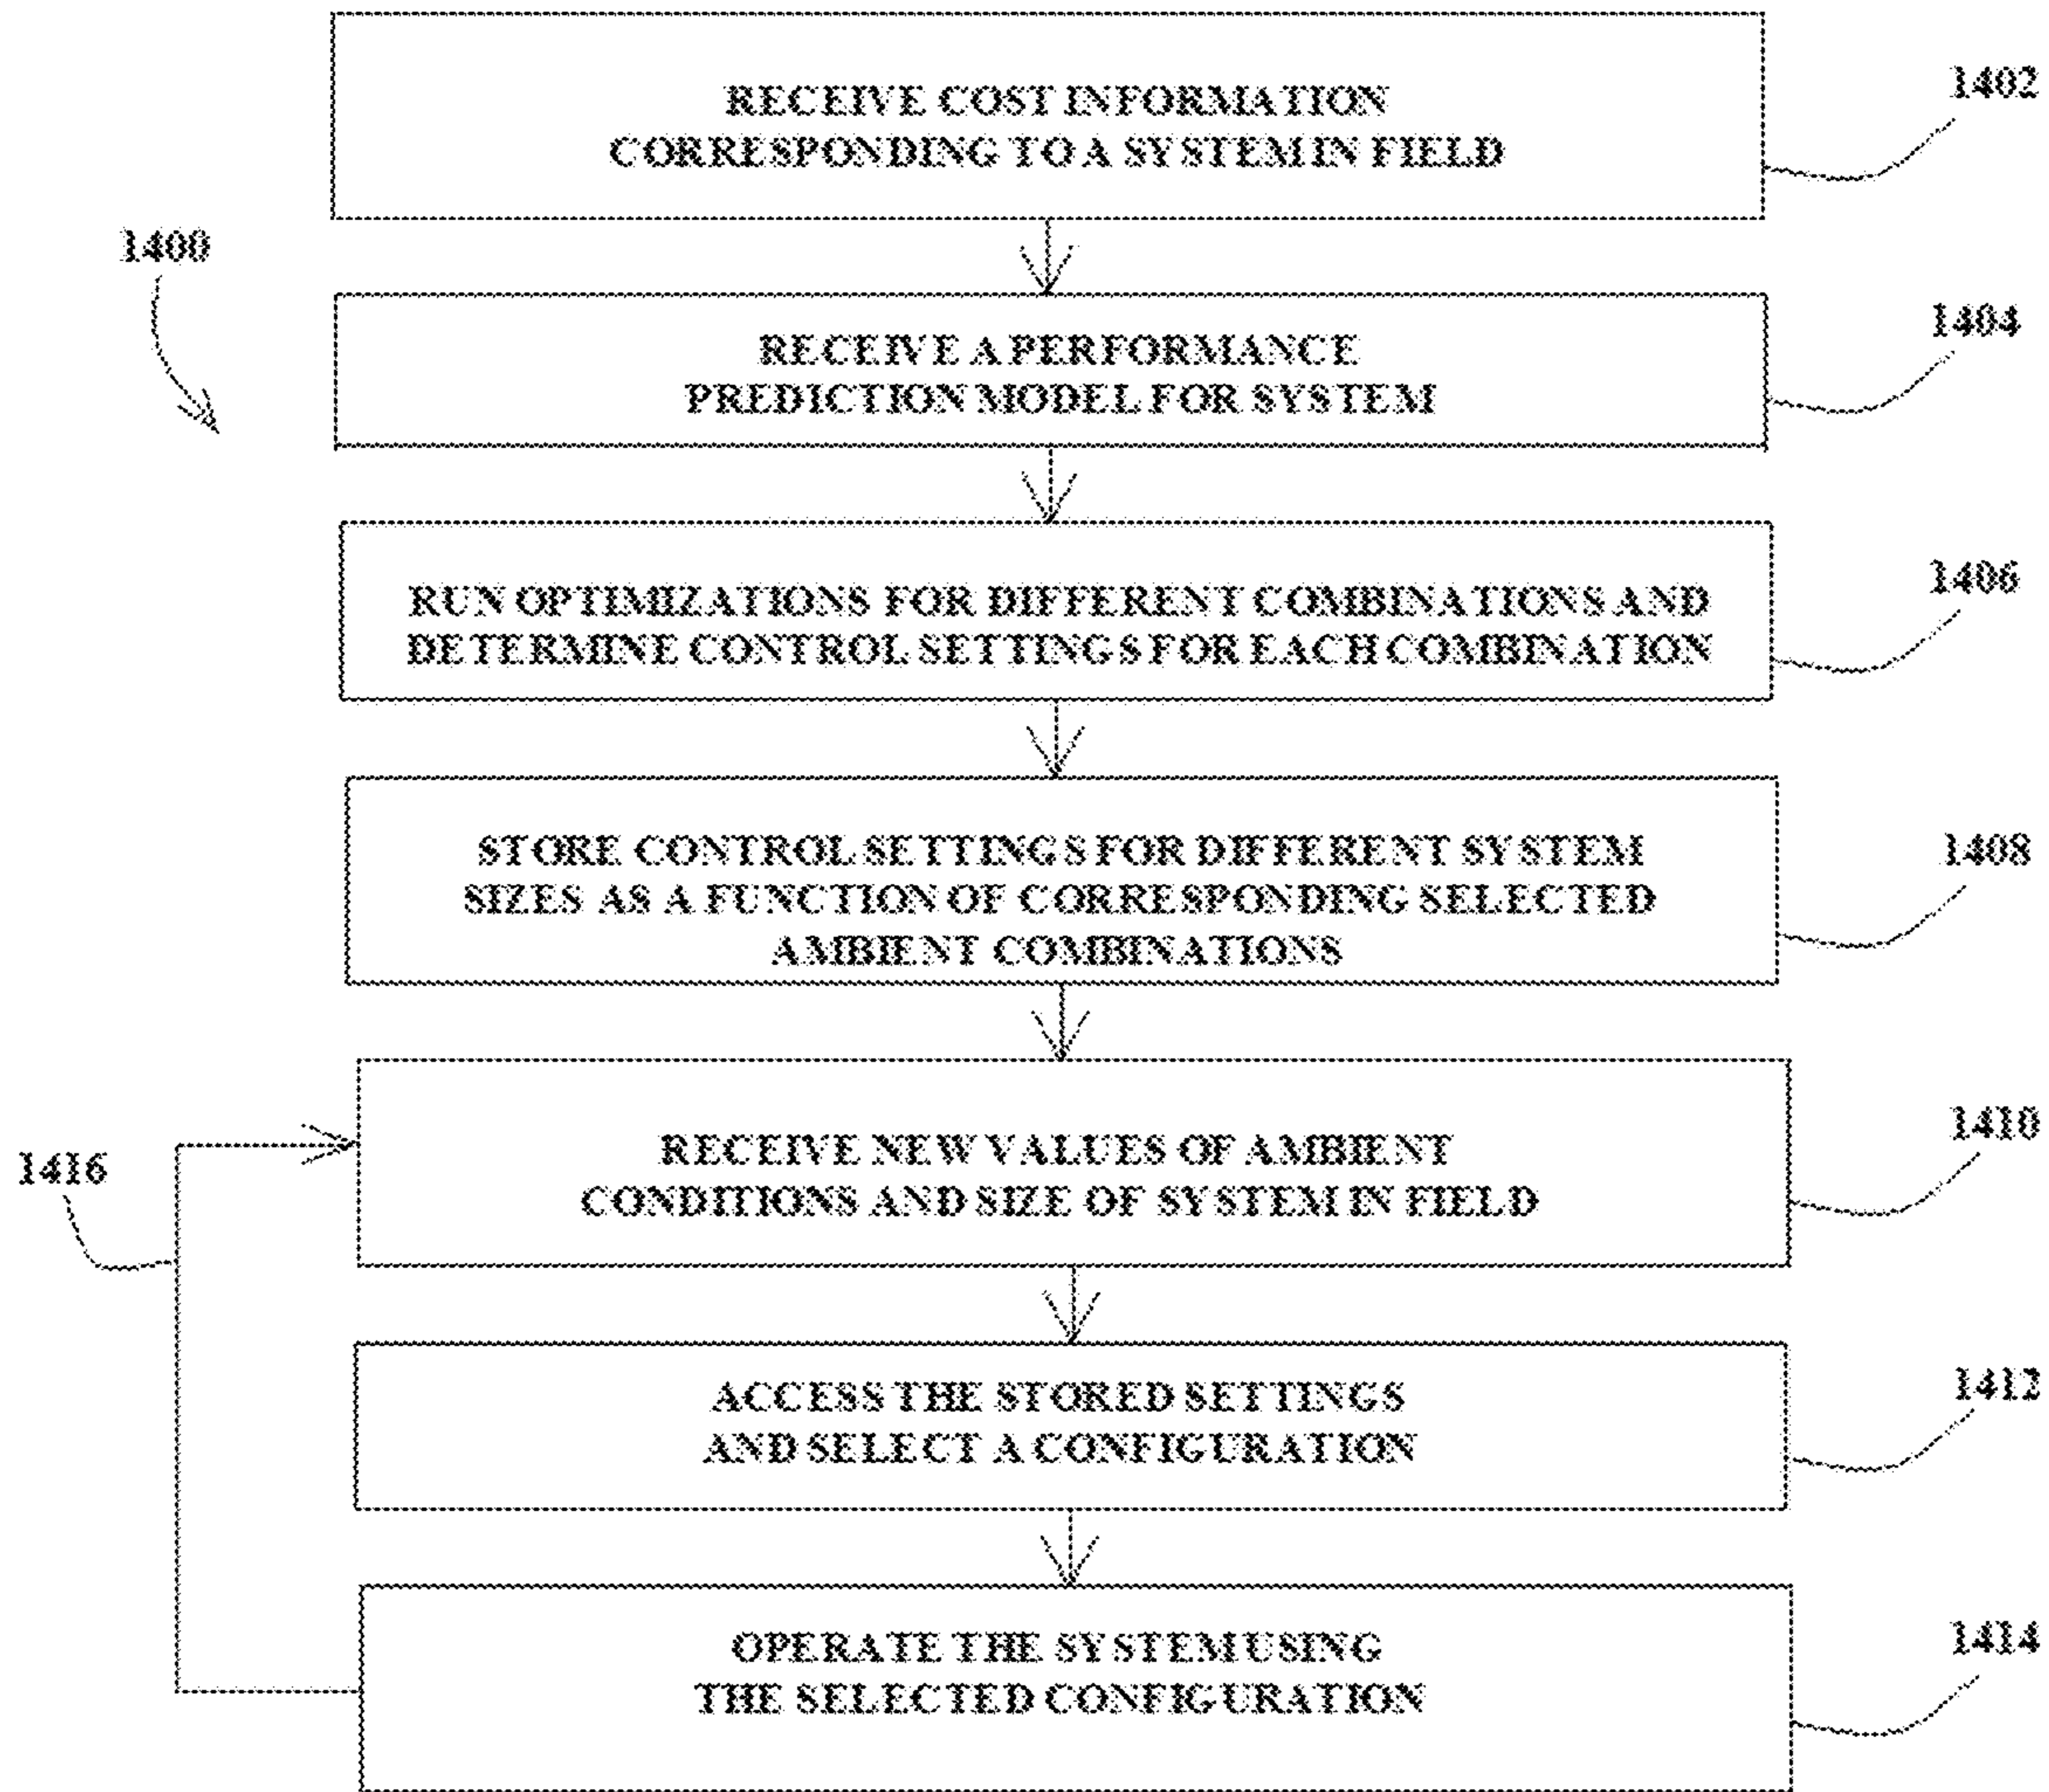 RECEIVE COST INFORMATION
CORRESPONDING TO A SYSTEM IN FIELD
1402
1400
RECEIVE A PERFORMANCE
PREDICTION MODEL FOR SYSTEM
1404
RUN OPTIMIZATIONS FOR DIFFERENT COMBINATIONS AND
DETERMINE CONTROL SETTINGS FOR EACH COMBINATION
1406
STORE CONTROL SETTINGS FOR DIFFERENT SYSTEM
SIZES AS A FUNCTION OF CORRESPONDING SELECTED
AMBIENT COMBINATIONS
1408
RECEIVE NEW VALUES OF AMBIENT
CONDITIONS AND SIZE OF SYSTEM IN FIELD
1410
1416
ACCESS THE STORED SETTINGS
AND SELECT A CONFIGURATION
1412
OPERATE THE SYSTEM USING
THE SELECTED CONFIGURATION
1414